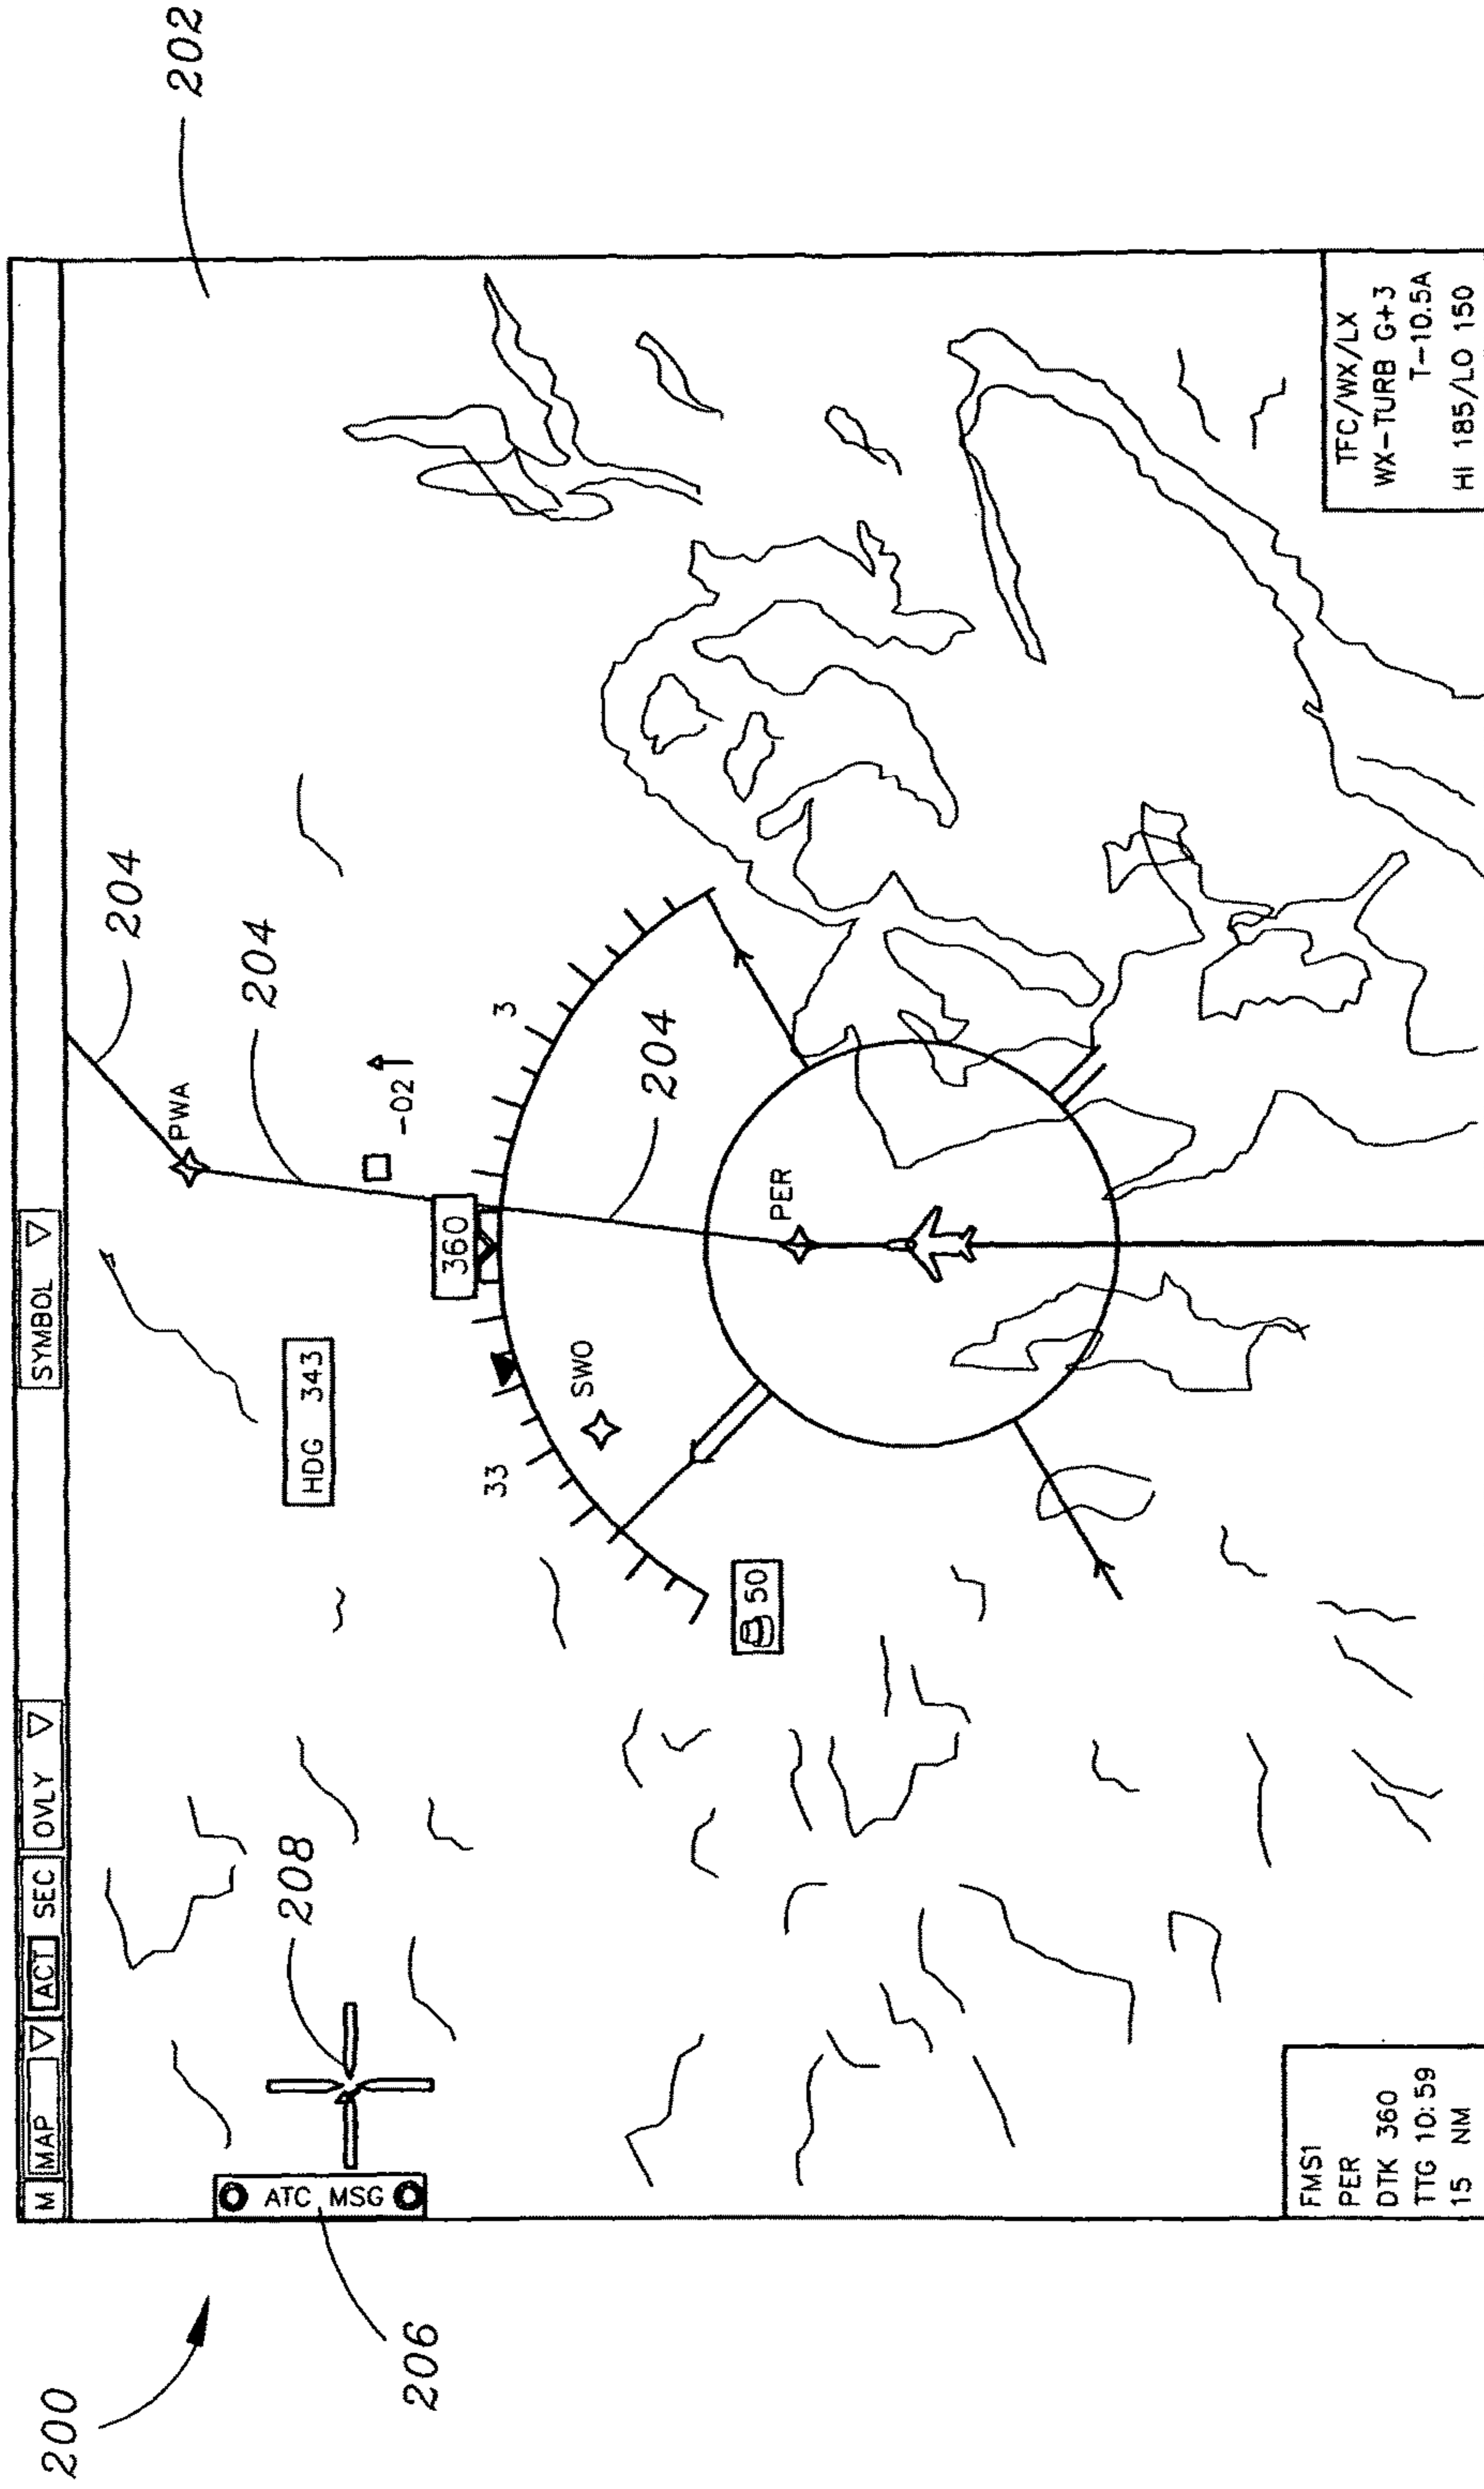 200
202
M MAP ▽ ACT SEC OVLY ▽ SYMBOL ▽
204
PWA
204
ATC MSG
206
208
HDG 343
-02
360
33
3
SWO
204
50
PER
FMS1
PER
DTK 360
TTG 10:59
15 NM
TFC/WX/LX
WX-TURB G+3
T-10.5A
HI 185/LO 150